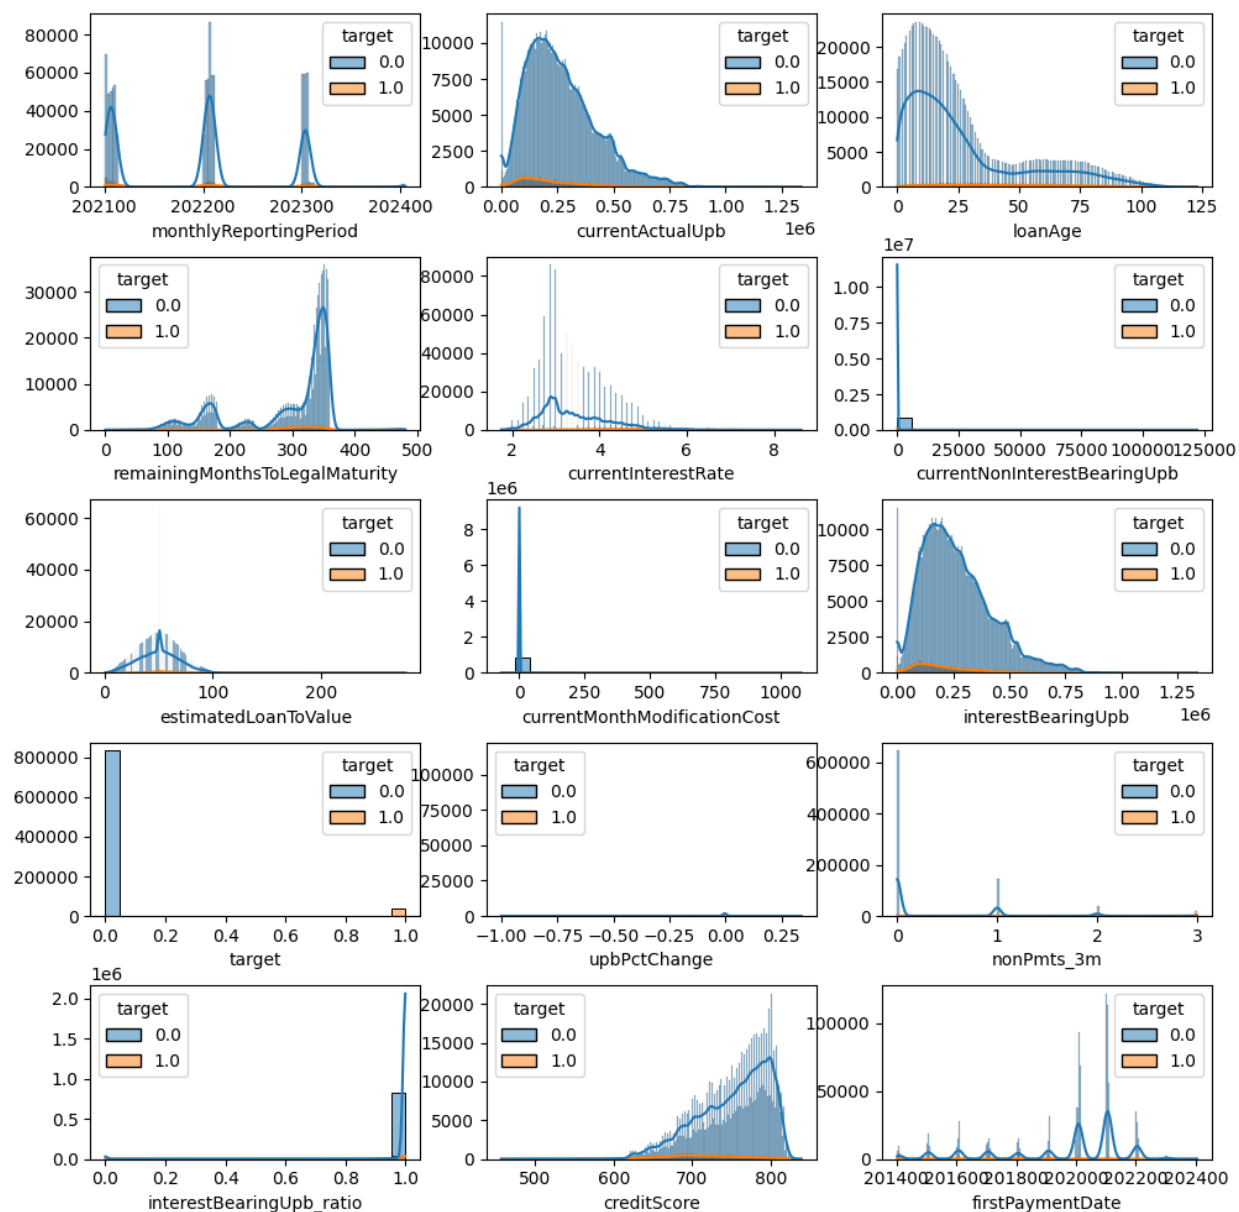 80000
60000
40000
20000
0
202100 202200 202300 202400
monthlyReportingPeriod
target
0.0
1.0
10000
7500
5000
2500
0
0.00 0.25 0.50 0.75 1.00 1.25
1e6
currentActualUpb
target
0.0
1.0
20000
15000
10000
5000
0
0 25 50 75 100 125
loanAge
target
0.0
1.0
30000
20000
10000
0
0 100 200 300 400 500
remainingMonthsToLegalMaturity
target
0.0
1.0
80000
60000
40000
20000
0
2 4 6 8
currentInterestRate
target
0.0
1.0
1e7
1.00
0.75
0.50
0.25
0.00
0 25000 50000 75000 100000 125000
currentNonInterestBearingUpb
target
0.0
1.0
60000
40000
20000
0
0 100 200
estimatedLoanToValue
target
0.0
1.0
1e6
8
6
4
2
0
0 250 500 750 1000
currentMonthModificationCost
target
0.0
1.0
10000
7500
5000
2500
0
0.00 0.25 0.50 0.75 1.00 1.25
1e6
interestBearingUpb
target
0.0
1.0
800000
600000
400000
200000
0
0.0 0.2 0.4 0.6 0.8 1.0
target
target
0.0
1.0
100000
75000
50000
25000
0
−1.00 −0.75 −0.50 −0.25 0.00 0.25
upbPctChange
target
0.0
1.0
600000
400000
200000
0
0 1 2 3
nonPmts_3m
target
0.0
1.0
1e6
2.0
1.5
1.0
0.5
0.0
0.0 0.2 0.4 0.6 0.8 1.0
interestBearingUpb_ratio
target
0.0
1.0
20000
15000
10000
5000
0
500 600 700 800
creditScore
target
0.0
1.0
100000
50000
0
201400 201600 201800 202000 202200 202400
firstPaymentDate
target
0.0
1.0